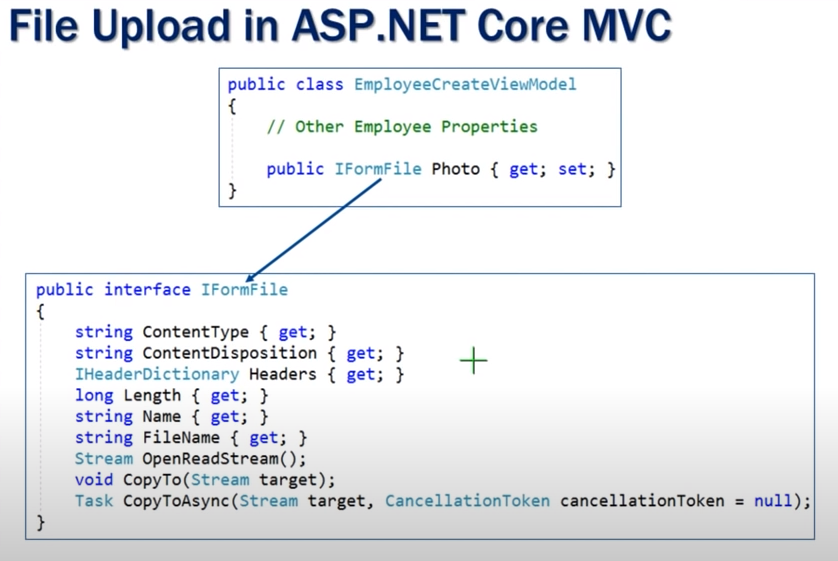 File Upload in ASP.NET Core MVC
public class EmployeeCreateViewModel
{
// Other Employee Properties
public IFormFile Photo { get; set; }
}
public interface IFormFile
{
string ContentType { get; }
string ContentDisposition { get; }
IHeaderDictionary Headers { get; }
long Length { get; }
string Name { get; }
string FileName { get; }
Stream OpenReadStream();
void CopyTo(Stream target);
Task CopyToAsync(Stream target, CancellationToken cancellationToken = null);
}